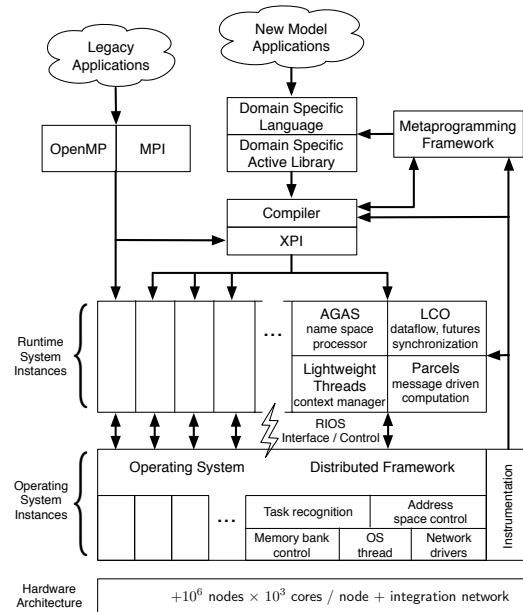 New Model
Applications
Legacy
Applications
Domain Specific
Language
Domain Specific
Active Library
Metaprogramming
Framework
OpenMP
MPI
Compiler
XPI
Runtime
System
Instances
...
AGAS
name space
processor
LCO
dataflow, futures
synchronization
Lightweight
Threads
context manager
Parcels
message driven
computation
RIOS
Interface / Control
Operating
System
Instances
Operating System
Distributed Framework
Instrumentation
...
Task recognition
Address
space control
Memory bank
control
OS
thread
Network
drivers
Hardware
Architecture
+10⁶ nodes × 10³ cores / node + integration network